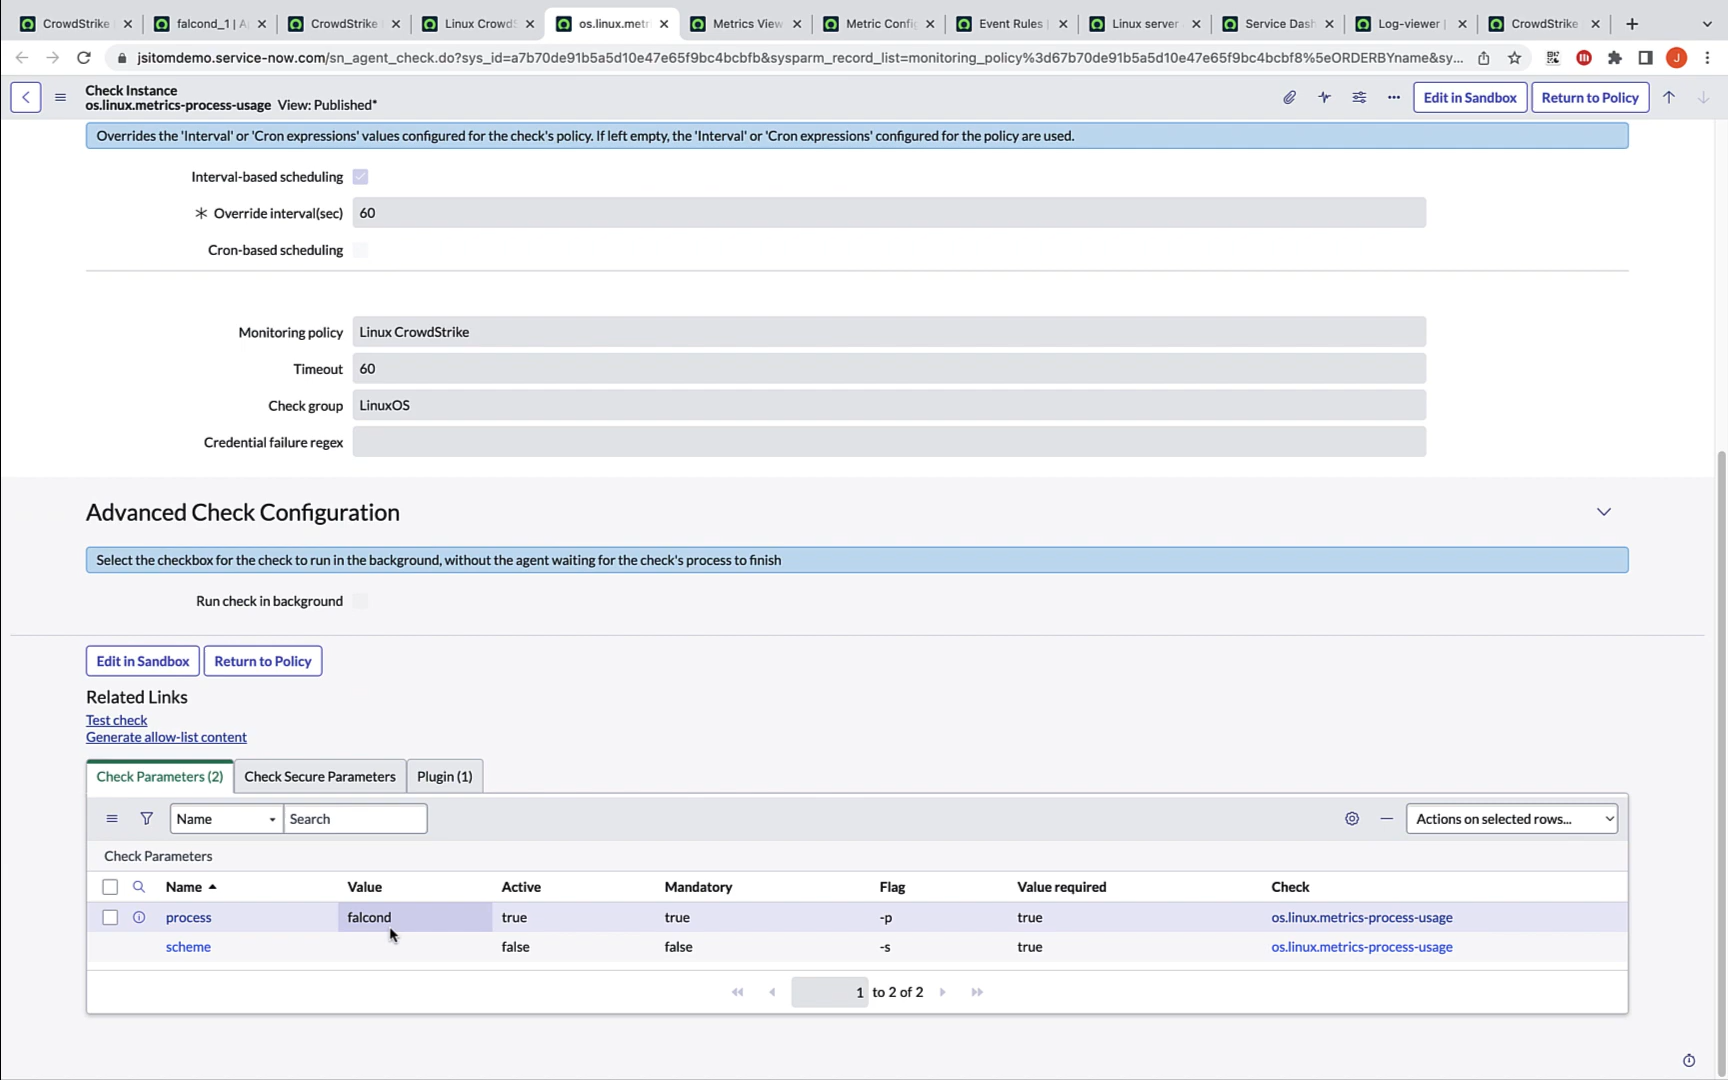 CrowdStrike
falcond_1 | A
CrowdStrike
Linux CrowdS
os.linux.metr
Metrics View
Metric Config
Event Rules
Linux server
Service Dash
Log-viewer |
CrowdStrike
jsitomdemo.service-now.com/sn_agent_check.do?sys_id=a7b70de91b5a5d10e47e65f9bc4bcbfb&sysparm_record_list=monitoring_policy%3d67b70de91b5a5d10e47e65f9bc4bcbf8%5eORDERBYname&sy...
J
Check Instance
os.linux.metrics-process-usage View: Published*
Edit in Sandbox
Return to Policy
Overrides the 'Interval' or 'Cron expressions' values configured for the check's policy. If left empty, the 'Interval' or 'Cron expressions' configured for the policy are used.
Interval-based scheduling
Override interval(sec) 60
Cron-based scheduling
Monitoring policy Linux CrowdStrike
Timeout 60
Check group LinuxOS
Credential failure regex
Advanced Check Configuration
Select the checkbox for the check to run in the background, without the agent waiting for the check's process to finish
Run check in background
Edit in Sandbox Return to Policy
Related Links
Test check
Generate allow-list content
Check Parameters (2) Check Secure Parameters Plugin (1)
Name Search Actions on selected rows...
Check Parameters
Name Value Active Mandatory Flag Value required Check
process falcond true true -p true os.linux.metrics-process-usage
scheme false false -s true os.linux.metrics-process-usage
1 to 2 of 2